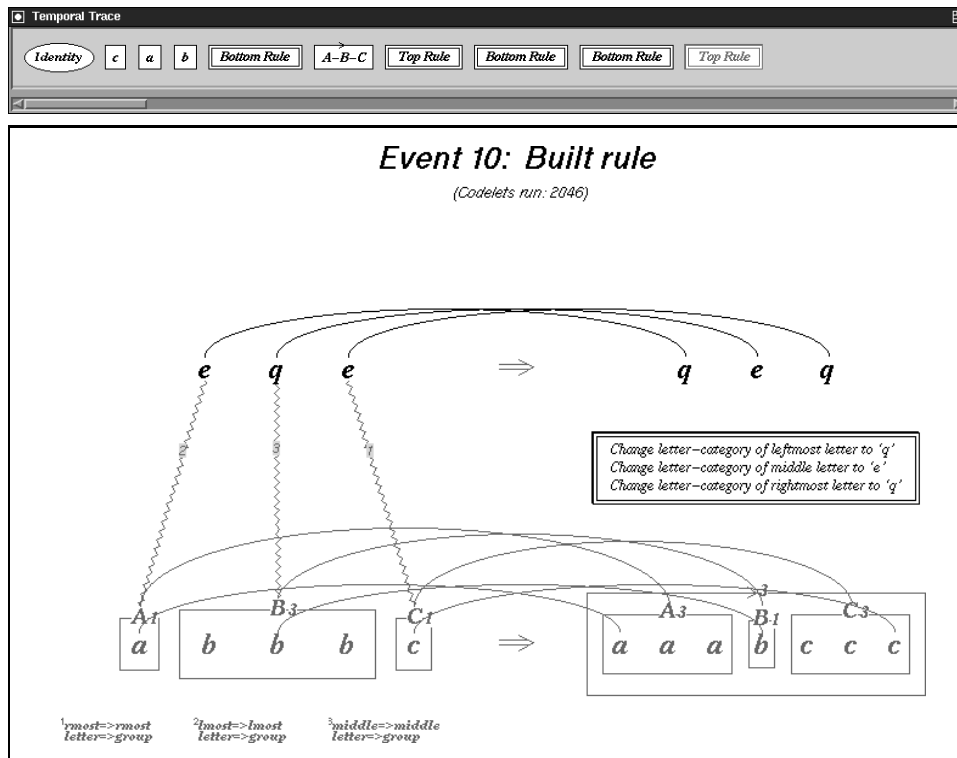 Temporal Trace
Identity c a b Bottom Rule A-B-C Top Rule Bottom Rule Bottom Rule Top Rule
Event 10: Built rule
(Codelets run: 2046)
e q e ⇒ q e q
2 3 1
Change letter-category of leftmost letter to 'q'
Change letter-category of middle letter to 'e'
Change letter-category of rightmost letter to 'q'
3
A1 B3 C1 A3 B1 C3
a b b b c ⇒ a a a b c c c
1rmost=>rmost 2lmost=>lmost 3middle=>middle
letter=>group letter=>group letter=>group